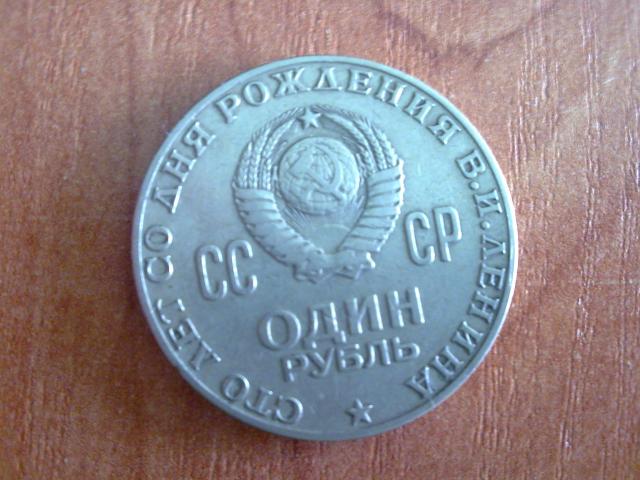 СТО ЛЕТ СО ДНЯ РОЖДЕНИЯ В.И.ЛЕНИНА
СС СР
ОДИН
РУБЛЬ